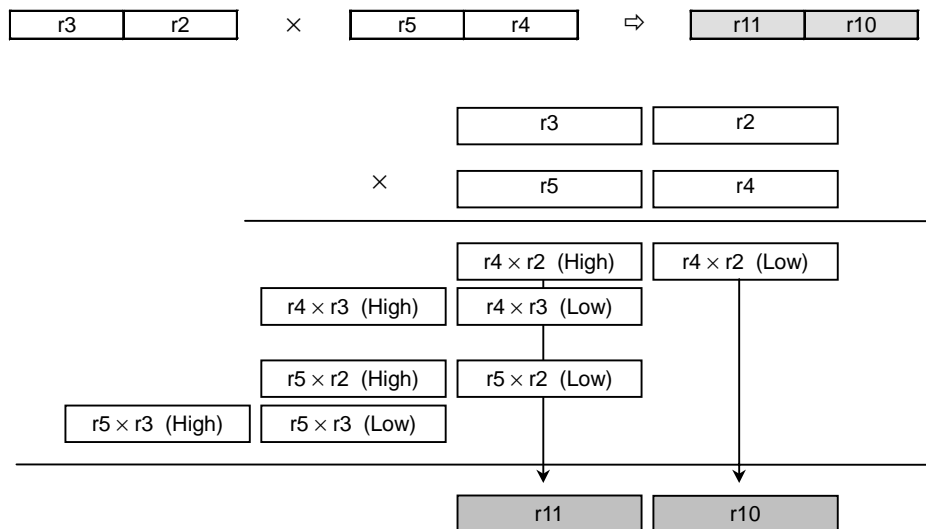 r3 r2 × r5 r4 ⇨ r11 r10
r3 r2
× r5 r4
r4 × r2 (High) r4 × r2 (Low)
r4 × r3 (High) r4 × r3 (Low)
r5 × r2 (High) r5 × r2 (Low)
r5 × r3 (High) r5 × r3 (Low)
r11 r10